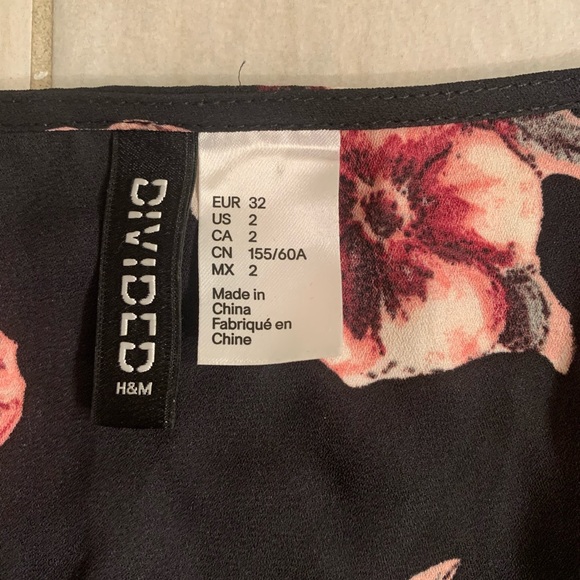 DIVIDED
H&M
EUR 32
US 2
CA 2
CN 155/60A
MX 2
Made in
China
Fabriqué en
Chine